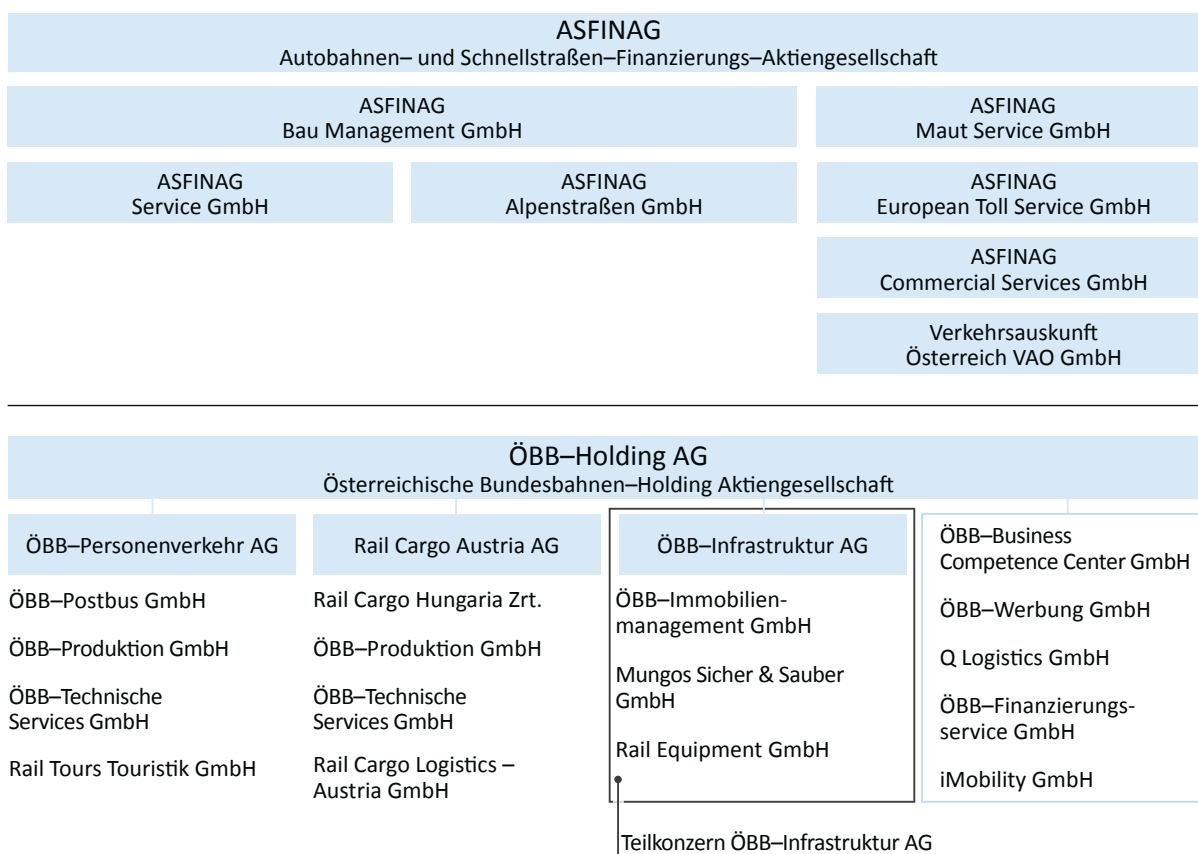 ASFINAG
Autobahnen– und Schnellstraßen–Finanzierungs–Aktiengesellschaft
ASFINAG
Bau Management GmbH
ASFINAG
Maut Service GmbH
ASFINAG
Service GmbH
ASFINAG
Alpenstraßen GmbH
ASFINAG
European Toll Service GmbH
ASFINAG
Commercial Services GmbH
Verkehrsauskunft
Österreich VAO GmbH
ÖBB–Holding AG
Österreichische Bundesbahnen–Holding Aktiengesellschaft
ÖBB–Personenverkehr AG
ÖBB–Postbus GmbH
ÖBB–Produktion GmbH
ÖBB–Technische
Services GmbH
Rail Tours Touristik GmbH
Rail Cargo Austria AG
Rail Cargo Hungaria Zrt.
ÖBB–Produktion GmbH
ÖBB–Technische
Services GmbH
Rail Cargo Logistics –
Austria GmbH
ÖBB–Infrastruktur AG
ÖBB–Immobilien-
management GmbH
Mungos Sicher & Sauber
GmbH
Rail Equipment GmbH
Teilkonzern ÖBB–Infrastruktur AG
ÖBB–Business
Competence Center GmbH
ÖBB–Werbung GmbH
Q Logistics GmbH
ÖBB–Finanzierungs-
service GmbH
iMobility GmbH